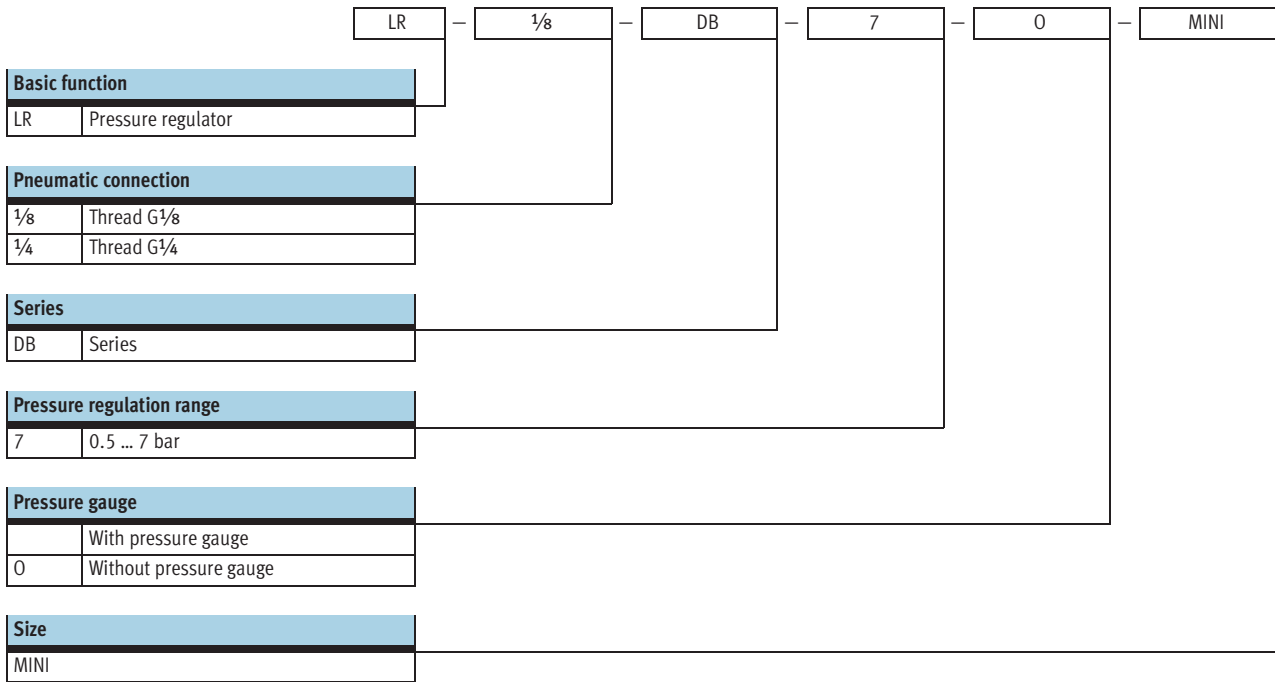 LR – ⅛ – DB – 7 – O – MINI
Basic function
LR Pressure regulator
Pneumatic connection
⅛ Thread G⅛
¼ Thread G¼
Series
DB Series
Pressure regulation range
7 0.5 … 7 bar
Pressure gauge
With pressure gauge
O Without pressure gauge
Size
MINI